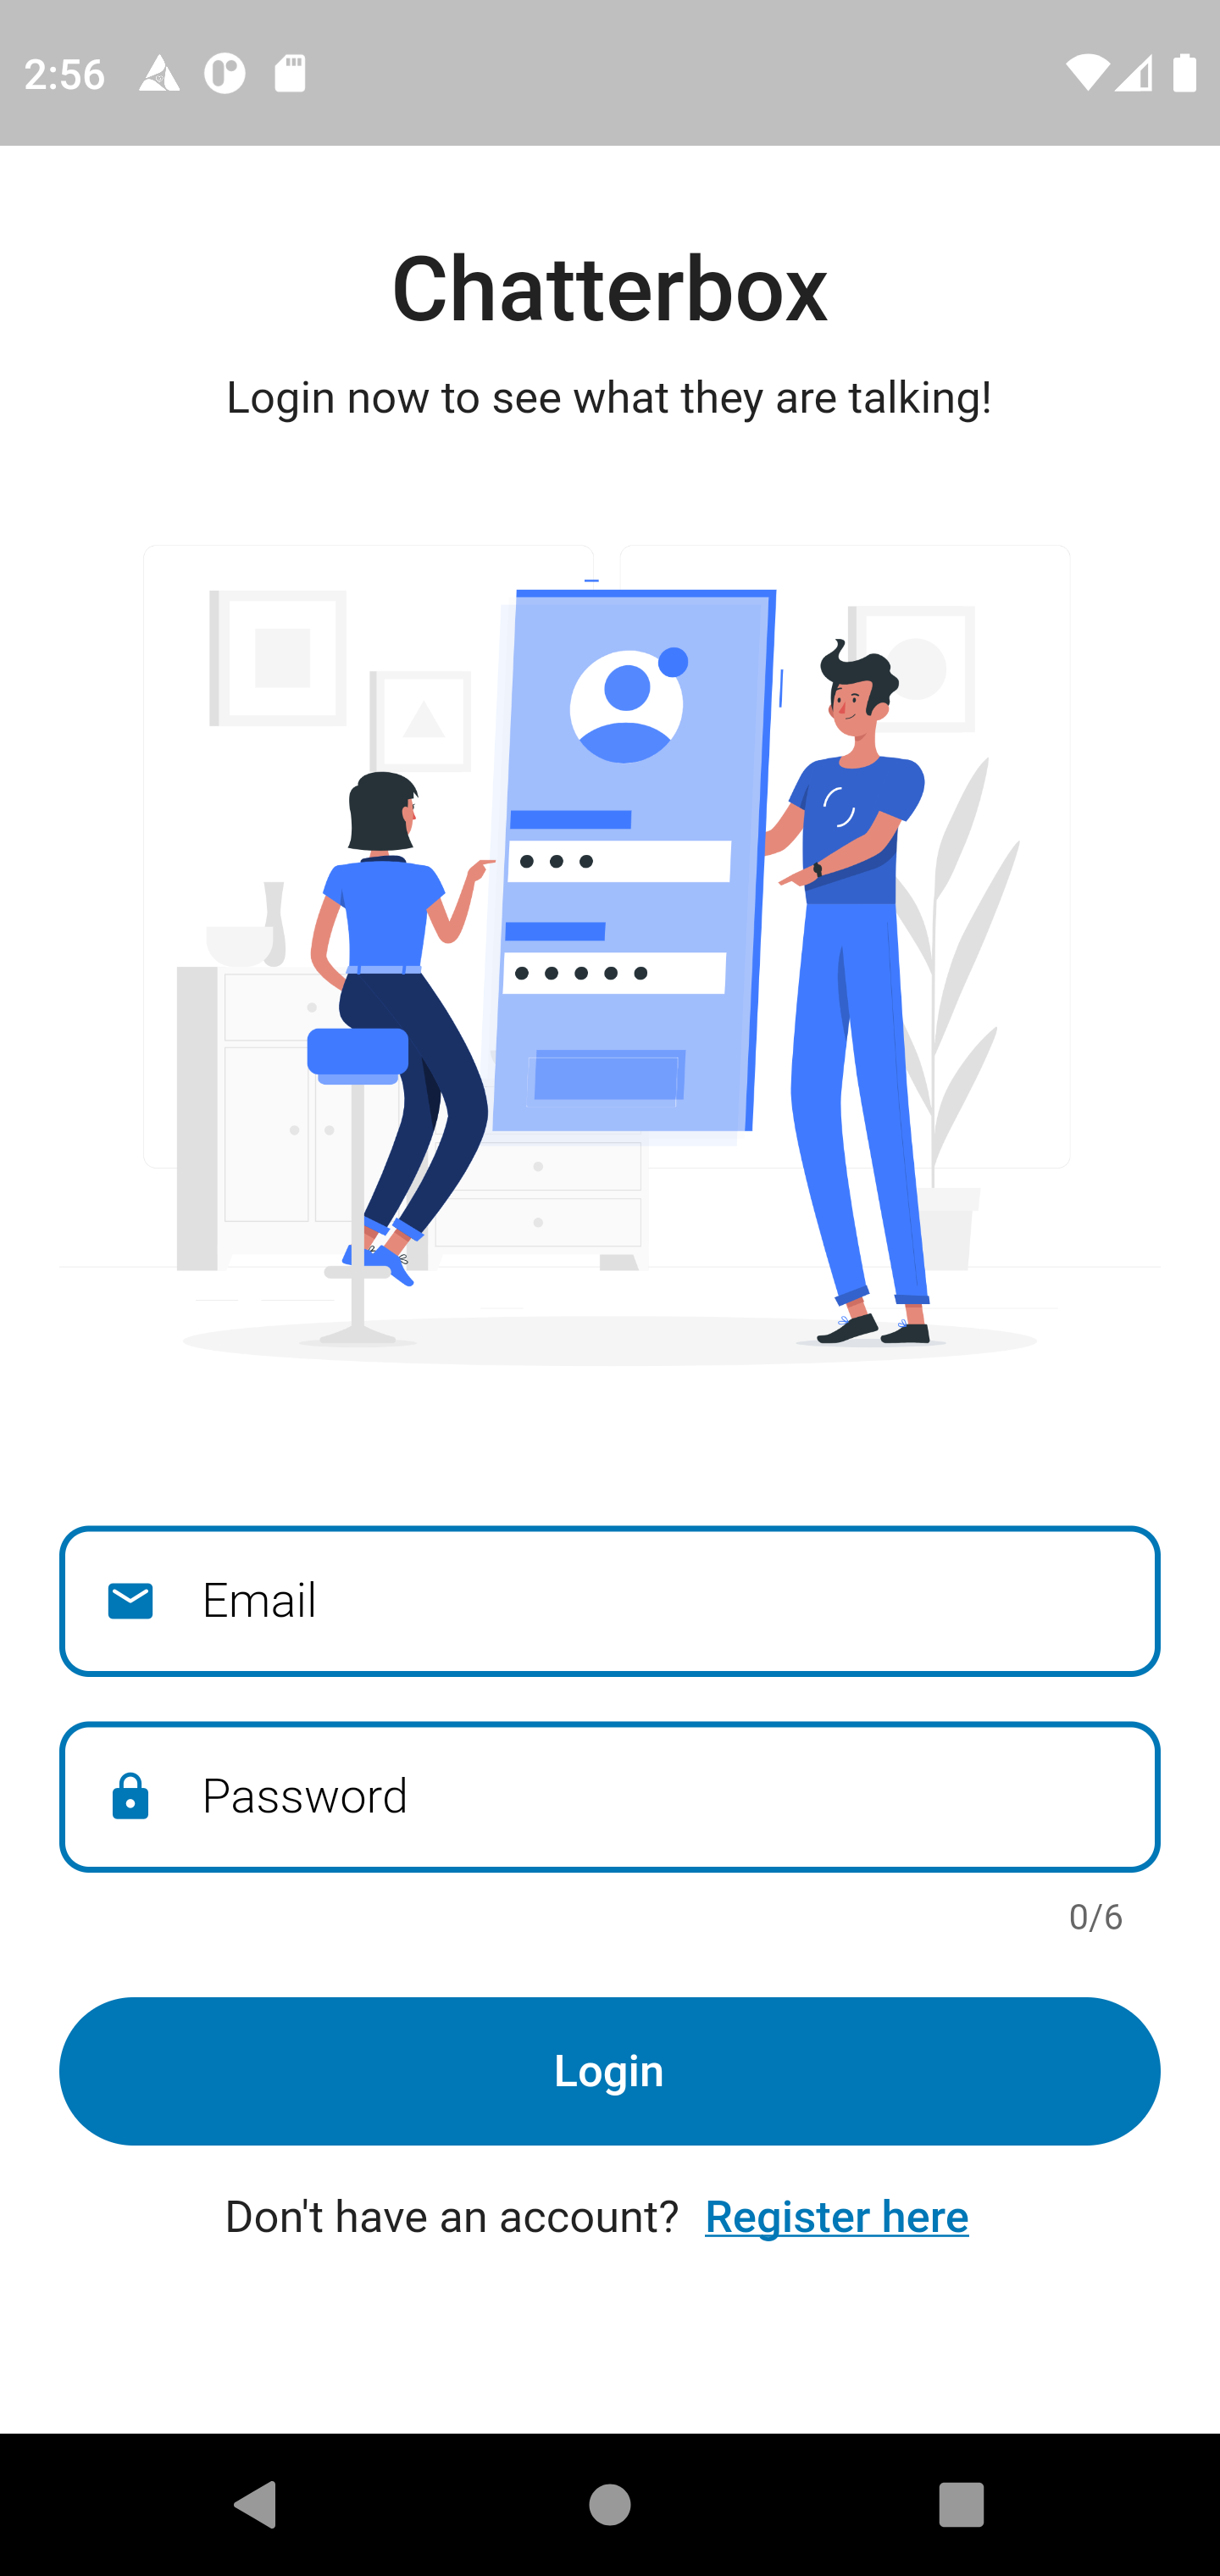 2:56
Chatterbox
Login now to see what they are talking!
Email
Password
0/6
Login
Don't have an account? Register here